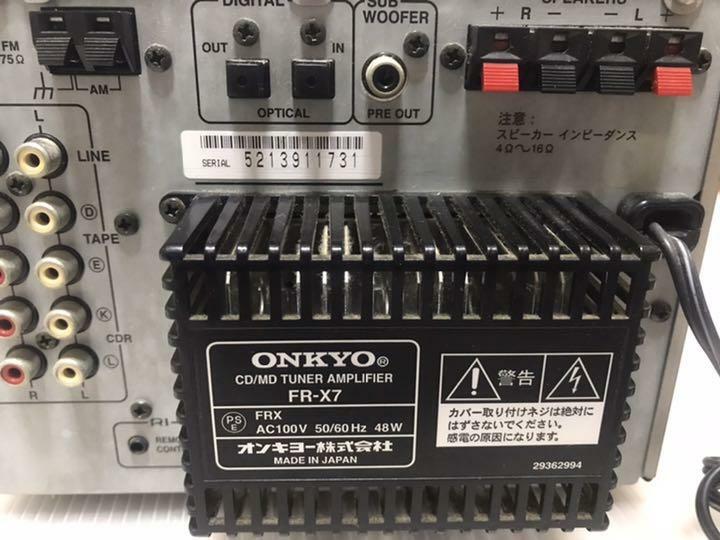 DIGITAL
SUB
WOOFER
SPEAKERS
+ R − − L +
FM
75Ω
AM
OUT
IN
OPTICAL
PRE OUT
注意:
スピーカー インピーダンス
4Ω〜16Ω
SERIAL 5213911731
L
LINE
D
TAPE
E
K
CDR
L
R L
RI
REMO
CONT
ONKYO®
CD/MD TUNER AMPLIFIER
FR-X7
PS
E
FRX
AC100V 50/60Hz 48W
オンキヨー株式会社
MADE IN JAPAN
警告
カバー取り付けネジは絶対に
はずさないでください。
感電の原因になります。
29362994